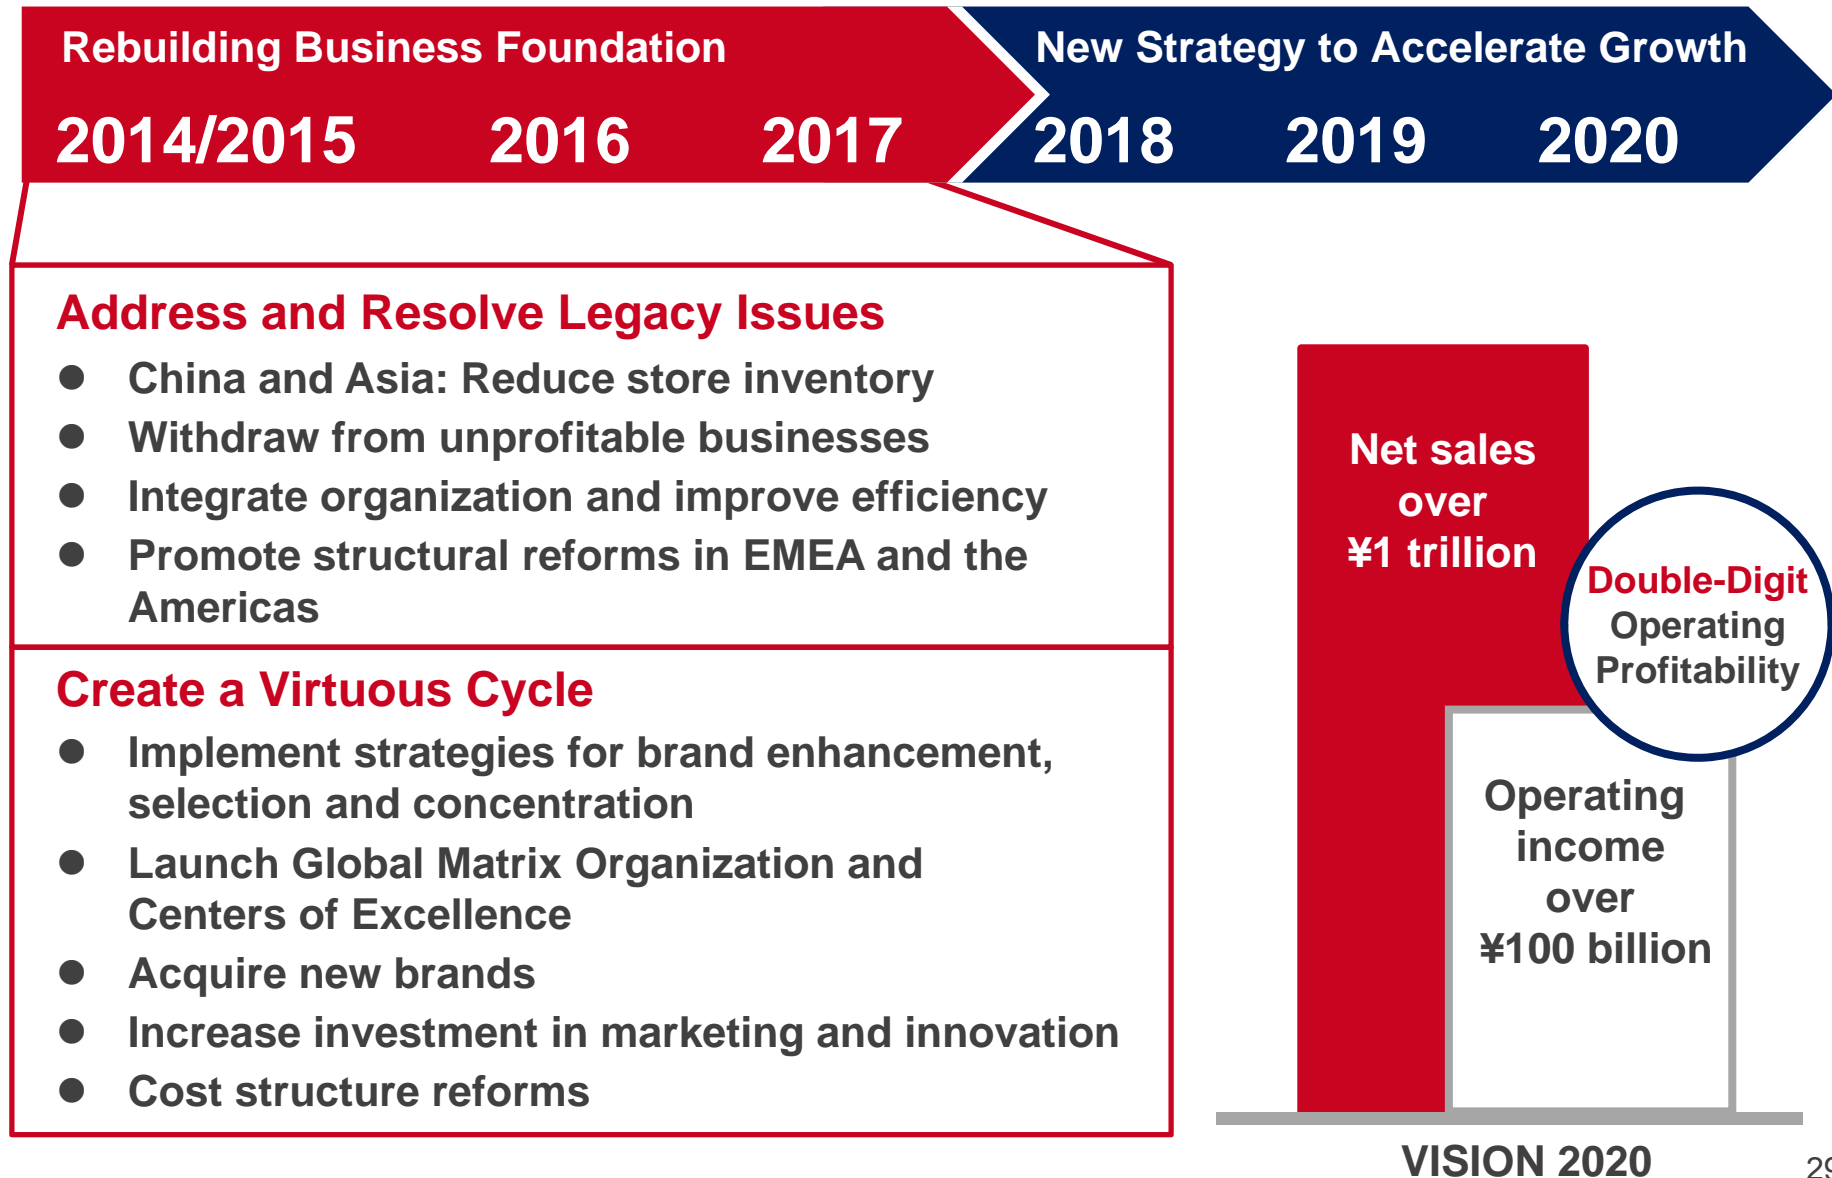 Rebuilding Business Foundation
New Strategy to Accelerate Growth
2014/2015 2016 2017 2018 2019 2020
Address and Resolve Legacy Issues
● China and Asia: Reduce store inventory
● Withdraw from unprofitable businesses
● Integrate organization and improve efficiency
● Promote structural reforms in EMEA and the
Americas
Create a Virtuous Cycle
● Implement strategies for brand enhancement,
selection and concentration
● Launch Global Matrix Organization and
Centers of Excellence
● Acquire new brands
● Increase investment in marketing and innovation
● Cost structure reforms
Net sales
over
¥1 trillion
Double-Digit
Operating
Profitability
Operating
income
over
¥100 billion
VISION 2020
29